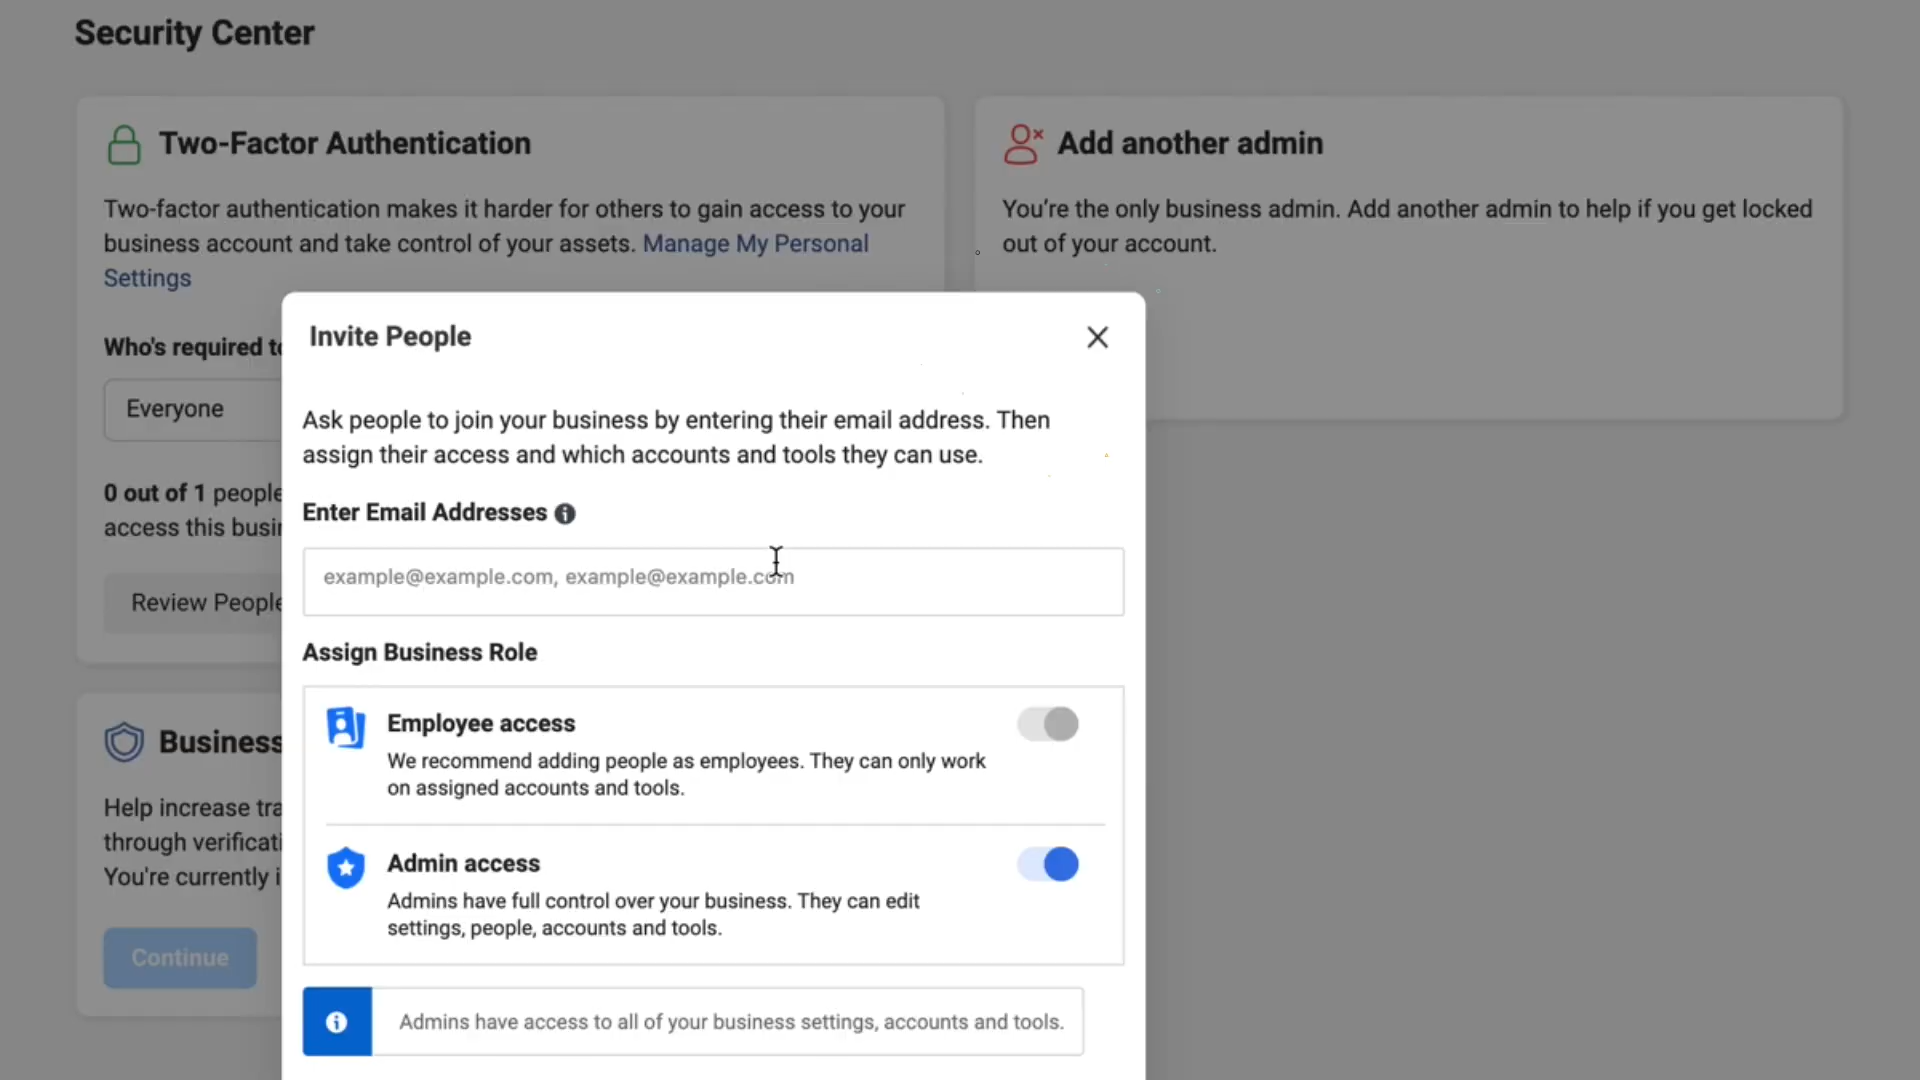 Security Center
Two-Factor Authentication
Two-factor authentication makes it harder for others to gain access to your
business account and take control of your assets. Manage My Personal
Settings
Who's required to
Everyone
0 out of 1 people
access this busi
Review People
Add another admin
You're the only business admin. Add another admin to help if you get locked
out of your account.
Business
Help increase tra
through verificati
You're currently i
Continue
Invite People
Ask people to join your business by entering their email address. Then
assign their access and which accounts and tools they can use.
Enter Email Addresses
example@example.com, example@example.com
Assign Business Role
Employee access
We recommend adding people as employees. They can only work
on assigned accounts and tools.
Admin access
Admins have full control over your business. They can edit
settings, people, accounts and tools.
Admins have access to all of your business settings, accounts and tools.